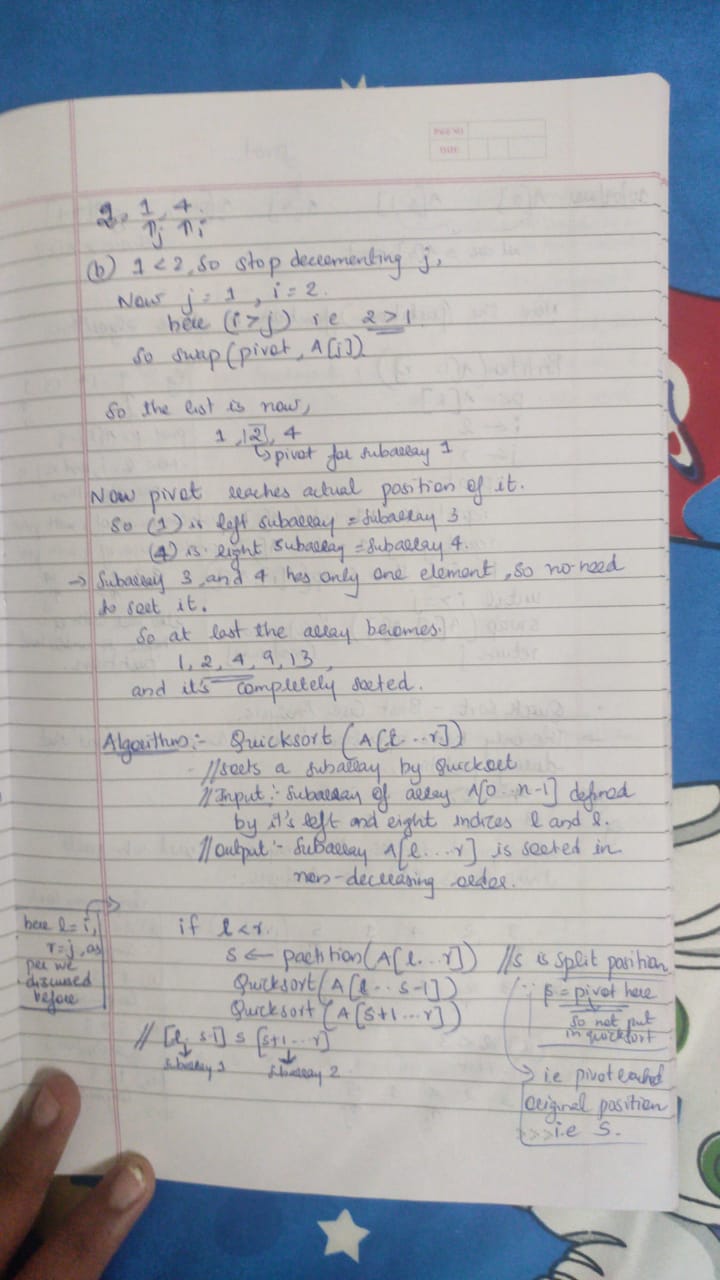 PAGE NO
DATE
2, 1, 4.
↑j ↑i
(b) 1 < 2, so stop decrementing j,
Now j = 1, i = 2.
here (i > j) ie 2 > 1
So swap (pivot, A[j])
So the list is now,
1, 2, 4
↳ pivot for subarray 1
Now pivot reaches actual position of it.
So (1) is left subarray = subarray 3
(4) is right subarray = subarray 4.
→ Subarray 3 and 4 has only one element, so no need
to sort it.
So at last the array becomes.
1, 2, 4, 9, 13
and it's completely sorted.
Algorithm:- Quicksort (A[l...r])
//sorts a subarray by quicksort
//Input:- Subarray of array A[0..n-1] defined
by it's left and right indices l and r.
//output:- Subarray A[l...r] is sorted in
non-decreasing order.
here l = i,
r = j, as
per we
discussed
before
if l < r.
S ← partition (A[l...r]) //s is split position
Quicksort (A[l...s-1])
Quicksort (A[s+1...r])
∵ s = pivot here
so not put
in quicksort
// [l, s-1] s [s+1...r]
subarray 1 subarray 2
→ ie pivot reached
original position
i.e S.